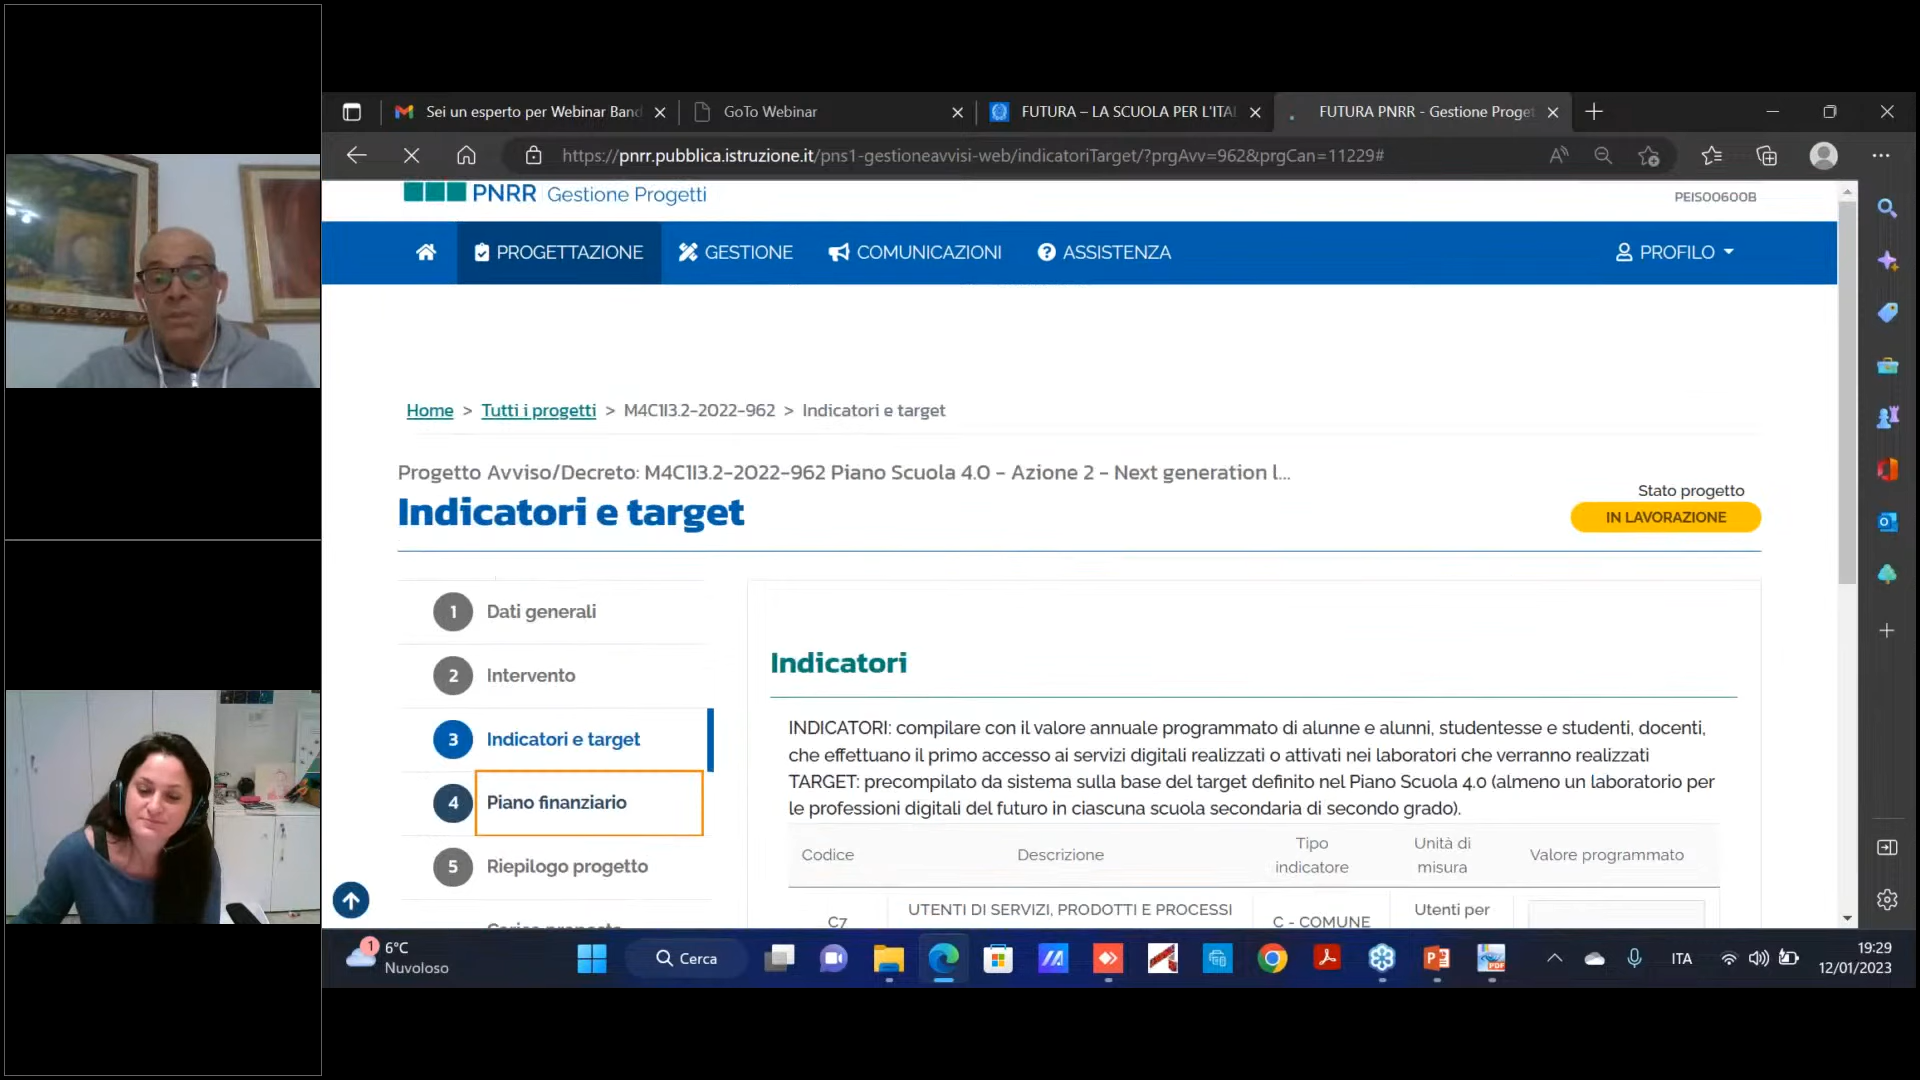 Sei un esperto per Webinar Band
GoTo Webinar
FUTURA – LA SCUOLA PER L'ITAL
FUTURA PNRR - Gestione Proget
https://pnrr.pubblica.istruzione.it/pns1-gestioneavvisi-web/indicatoriTarget/?prgAvv=962&prgCan=11229#
PNRR Gestione Progetti
PEIS00600B
PROGETTAZIONE
GESTIONE
COMUNICAZIONI
ASSISTENZA
PROFILO
Home > Tutti i progetti > M4C1I3.2-2022-962 > Indicatori e target
Progetto Avviso/Decreto: M4C1I3.2-2022-962 Piano Scuola 4.0 - Azione 2 - Next generation l...
Indicatori e target
Stato progetto
IN LAVORAZIONE
1 Dati generali
2 Intervento
3 Indicatori e target
4 Piano finanziario
5 Riepilogo progetto
Indicatori
INDICATORI: compilare con il valore annuale programmato di alunne e alunni, studentesse e studenti, docenti,
che effettuano il primo accesso ai servizi digitali realizzati o attivati nei laboratori che verranno realizzati
TARGET: precompilato da sistema sulla base del target definito nel Piano Scuola 4.0 (almeno un laboratorio per
le professioni digitali del futuro in ciascuna scuola secondaria di secondo grado).
Codice
Descrizione
Tipo
indicatore
Unità di
misura
Valore programmato
C7
UTENTI DI SERVIZI, PRODOTTI E PROCESSI
C - COMUNE
Utenti per
1
6°C
Nuvoloso
Cerca
ITA
19:29
12/01/2023